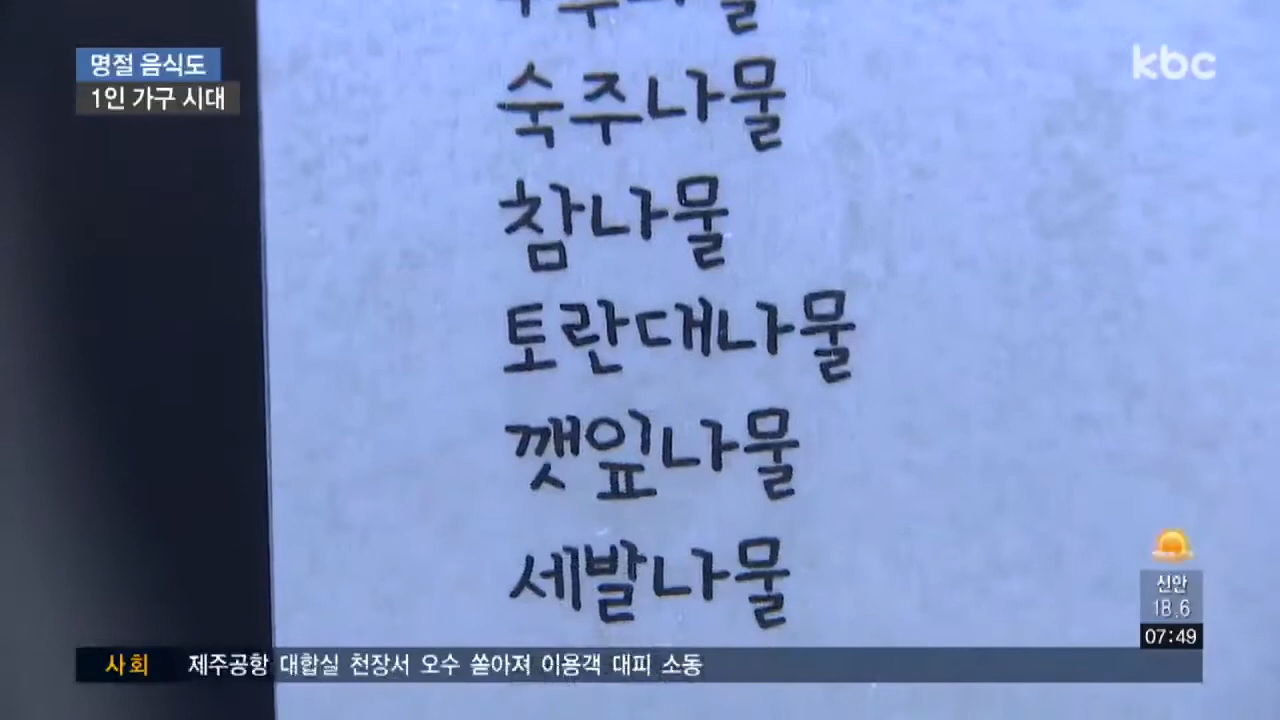 명절 음식도
1인 가구 시대
kbc
숙주나물
참나물
토란대나물
깻잎나물
세발나물
신안
18.6
07:49
사회 제주공항 대합실 천장서 오수 쏟아져 이용객 대피 소동